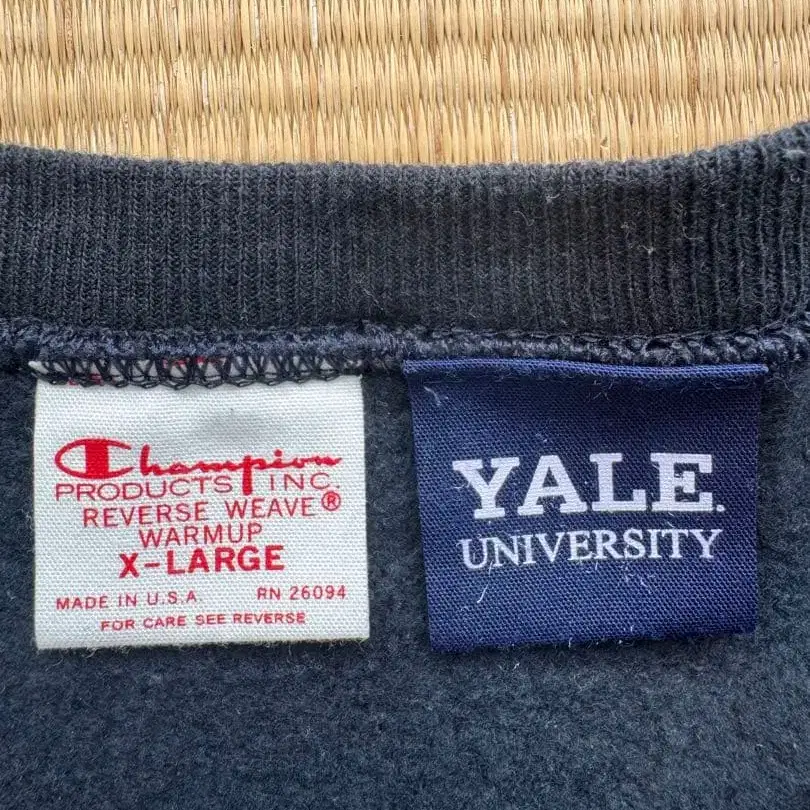 Champion
PRODUCTS INC.
REVERSE WEAVE®
WARMUP
X-LARGE
MADE IN U.S.A. RN 26094
FOR CARE SEE REVERSE
YALE.
UNIVERSITY